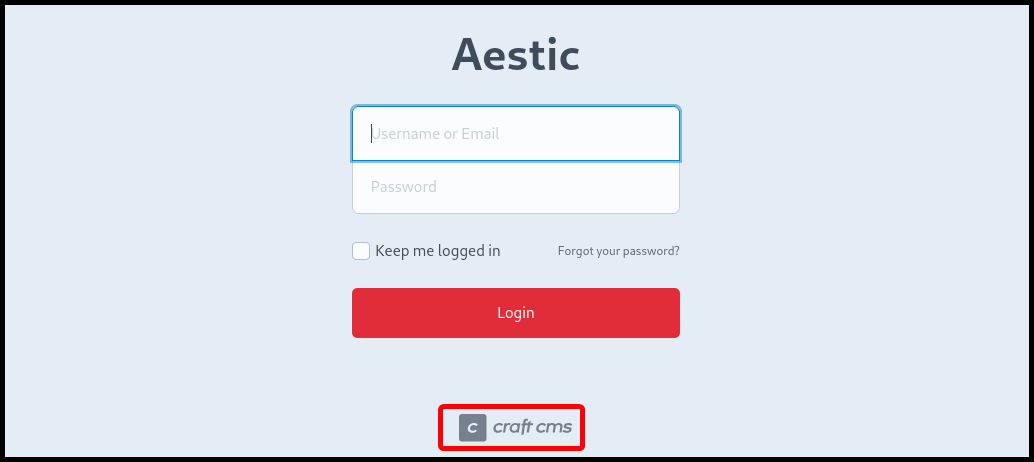 Aestic
Username or Email
Password
Keep me logged in
Forgot your password?
Login
c craft cms